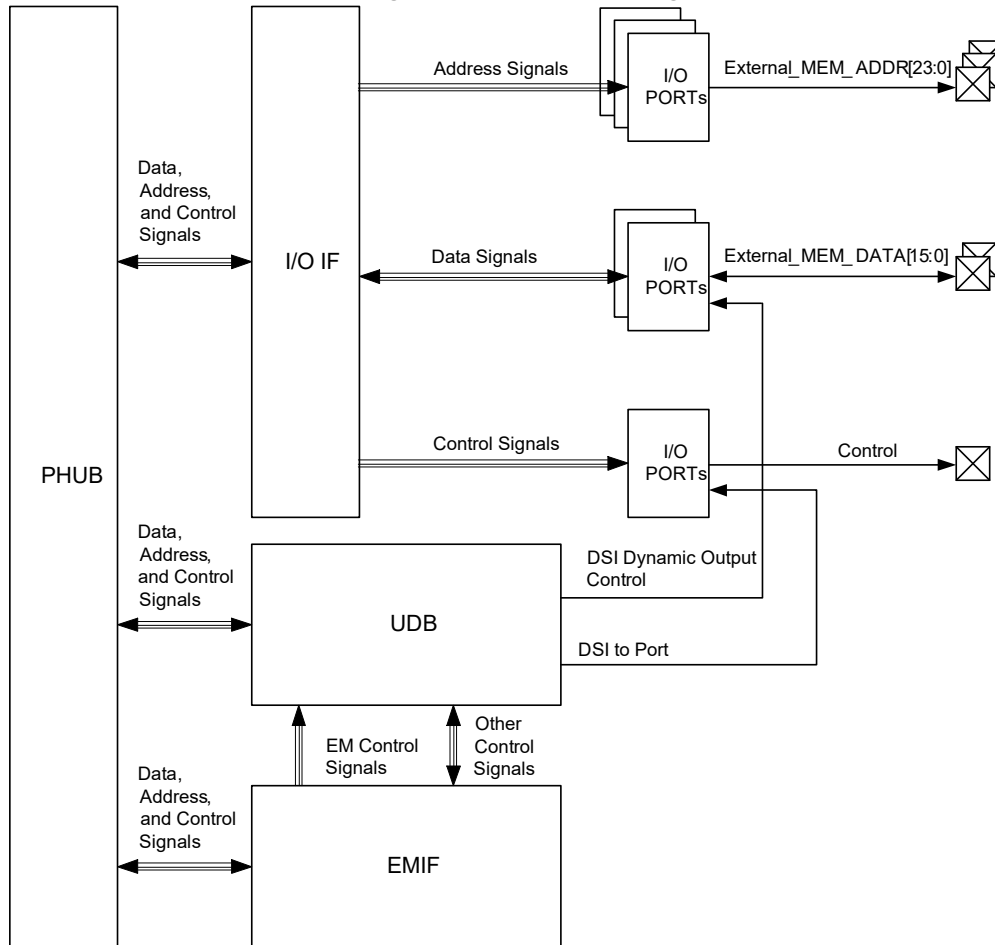 Address Signals
I/O
PORTs
External_MEM_ADDR[23:0]
Data,
Address,
and Control
Signals
I/O IF
Data Signals
I/O
PORTs
External_MEM_DATA[15:0]
PHUB
Control Signals
I/O
PORTs
Control
Data,
Address,
and Control
Signals
UDB
DSI Dynamic Output
Control
DSI to Port
EM Control
Signals
Other
Control
Signals
Data,
Address,
and Control
Signals
EMIF